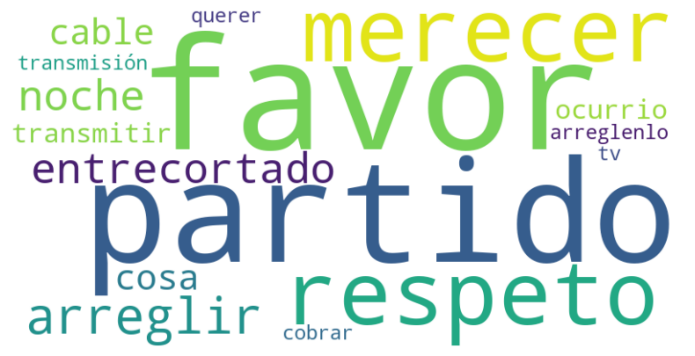 querer
cable
merecer
transmisión
favor
noche
ocurrio
transmitir
arreglenlo
tv
entrecortado
partido
cosa
respeto
arreglir
cobrar